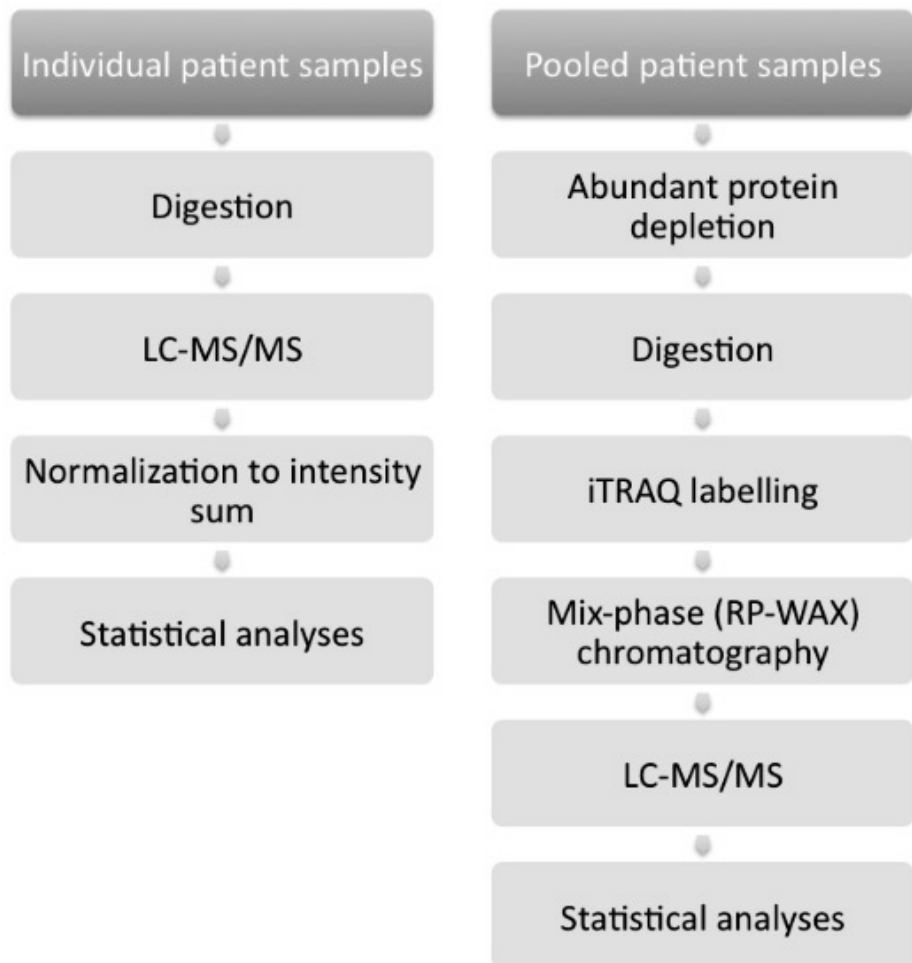 Individual patient samples
Digestion
LC-MS/MS
Normalization to intensity
sum
Statistical analyses
Pooled patient samples
Abundant protein
depletion
Digestion
iTRAQ labelling
Mix-phase (RP-WAX)
chromatography
LC-MS/MS
Statistical analyses